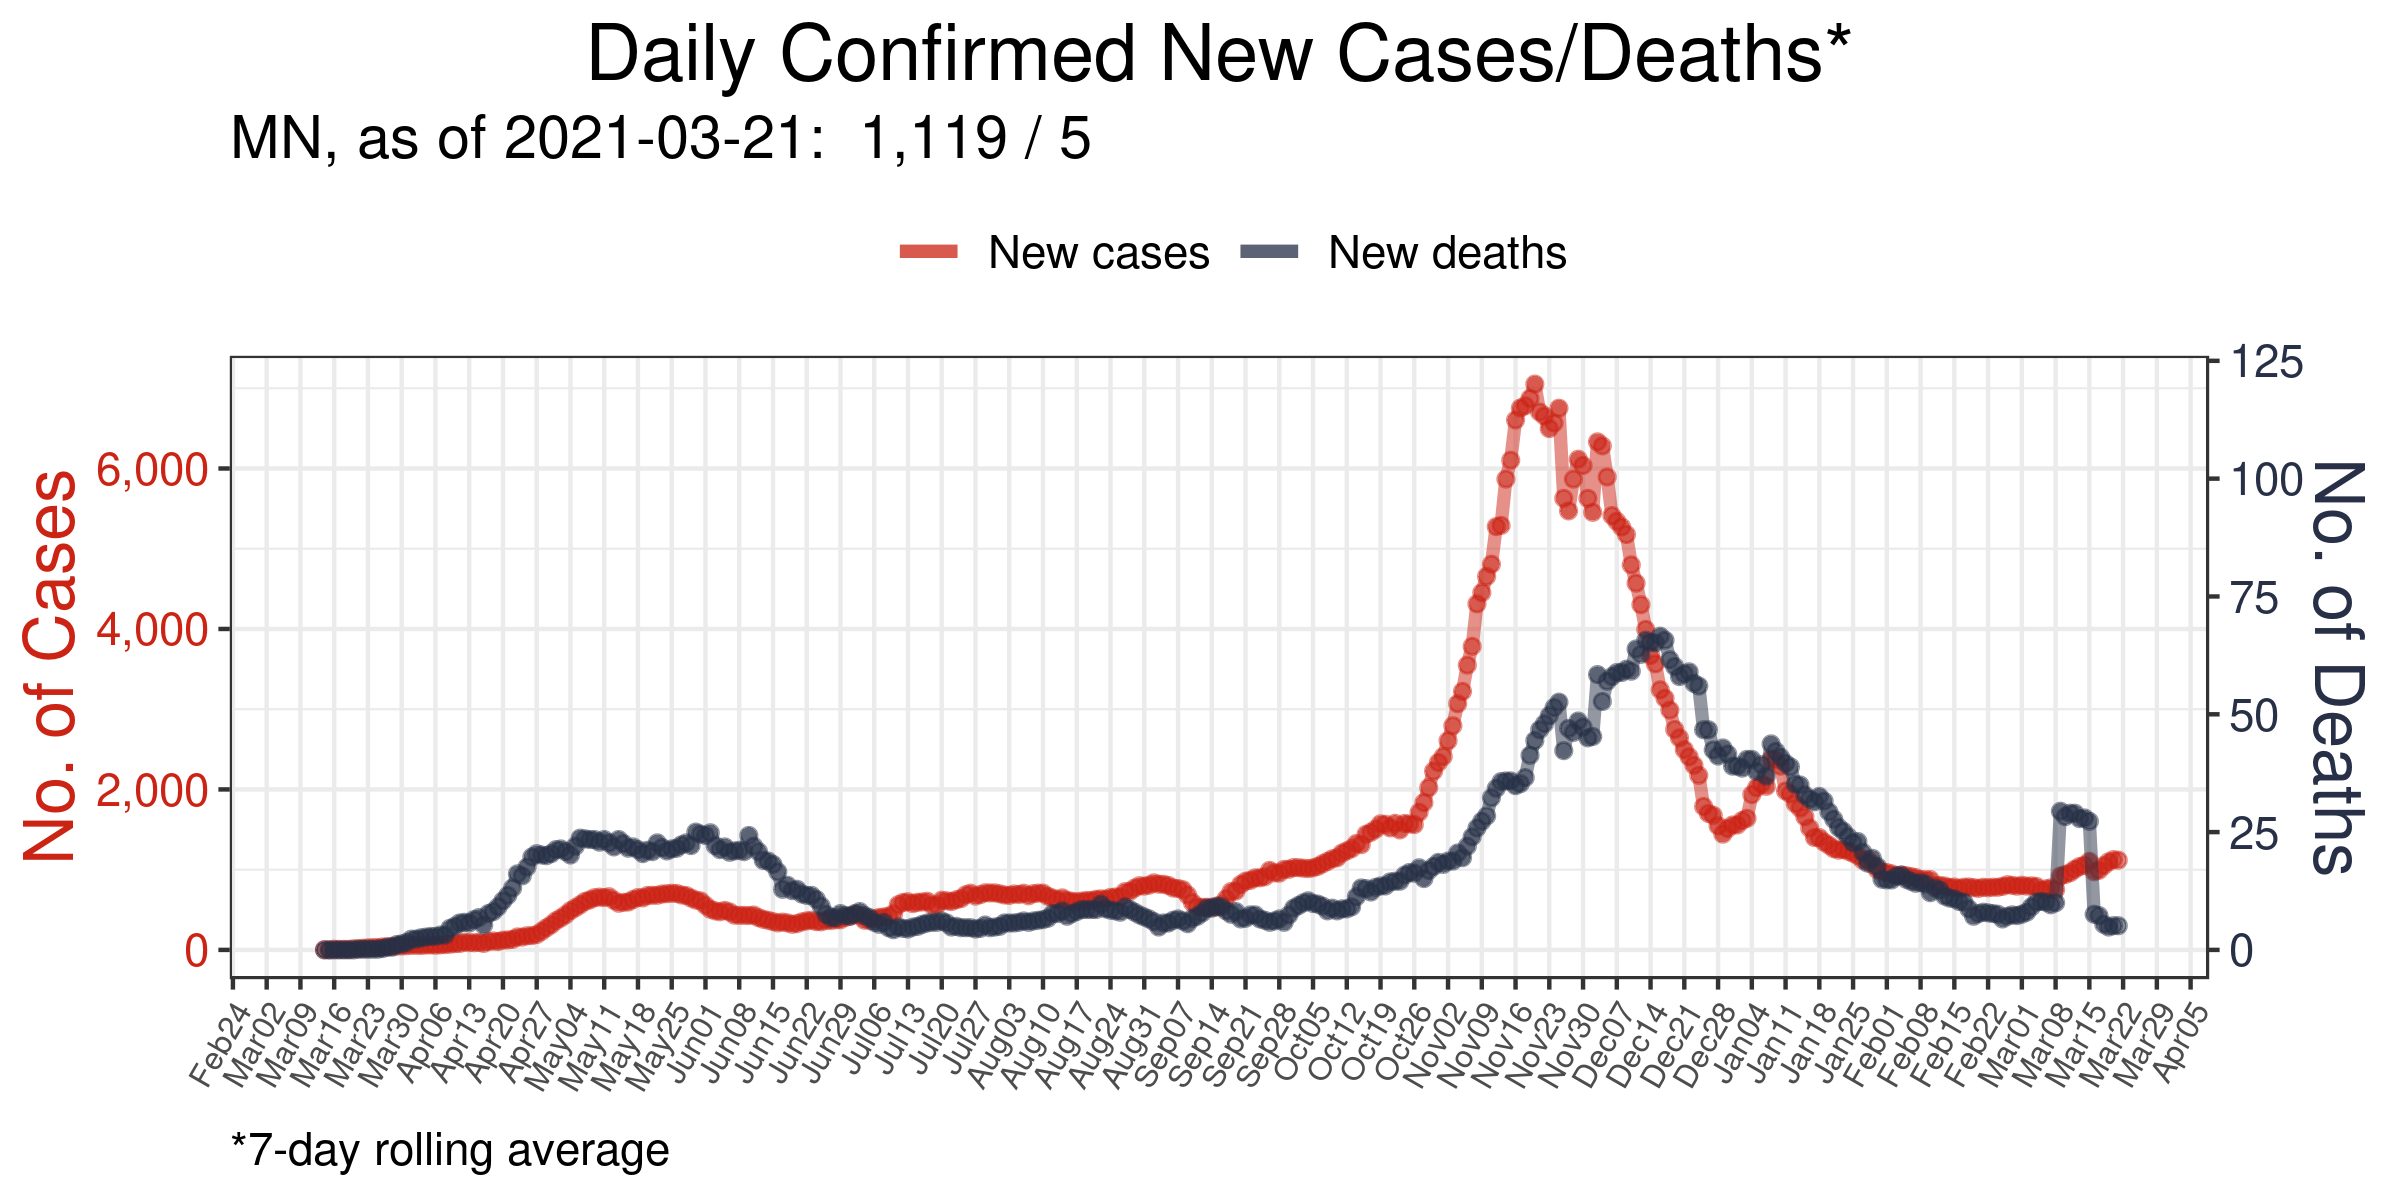 Daily Confirmed New Cases/Deaths*
MN, as of 2021-03-21:  1,119 / 5
New cases
New deaths
No. of Cases
6,000
4,000
2,000
0
125
100
75
50
25
0
No. of Deaths
Feb24
Mar02
Mar09
Mar16
Mar23
Mar30
Apr06
Apr13
Apr20
Apr27
May04
May11
May18
May25
Jun01
Jun08
Jun15
Jun22
Jun29
Jul06
Jul13
Jul20
Jul27
Aug03
Aug10
Aug17
Aug24
Aug31
Sep07
Sep14
Sep21
Sep28
Oct05
Oct12
Oct19
Oct26
Nov02
Nov09
Nov16
Nov23
Nov30
Dec07
Dec14
Dec21
Dec28
Jan04
Jan11
Jan18
Jan25
Feb01
Feb08
Feb15
Feb22
Mar01
Mar08
Mar15
Mar22
Mar29
Apr05
*7-day rolling average